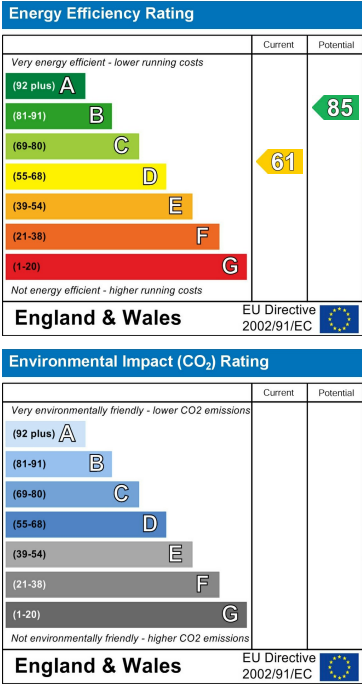 Energy Efficiency Rating
Current Potential
Very energy efficient - lower running costs
(92 plus) A
(81-91) B
(69-80) C
(55-68) D
(39-54) E
(21-38) F
(1-20) G
61
85
Not energy efficient - higher running costs
England & Wales
EU Directive
2002/91/EC
Environmental Impact (CO2) Rating
Current Potential
Very environmentally friendly - lower CO2 emissions
(92 plus) A
(81-91) B
(69-80) C
(55-68) D
(39-54) E
(21-38) F
(1-20) G
Not environmentally friendly - higher CO2 emissions
England & Wales
EU Directive
2002/91/EC